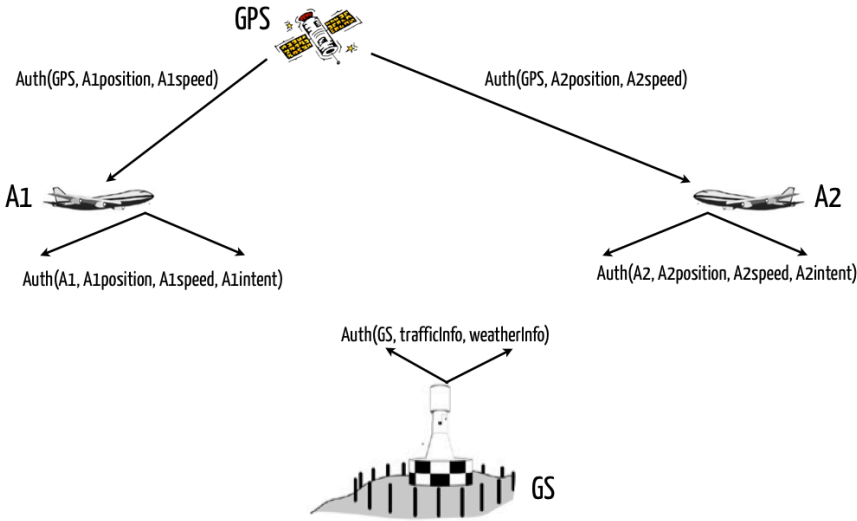 GPS
Auth(GPS, A1position, A1speed)
Auth(GPS, A2position, A2speed)
A1
A2
Auth(A1, A1position, A1speed, A1intent)
Auth(A2, A2position, A2speed, A2intent)
Auth(GS, trafficInfo, weatherInfo)
GS